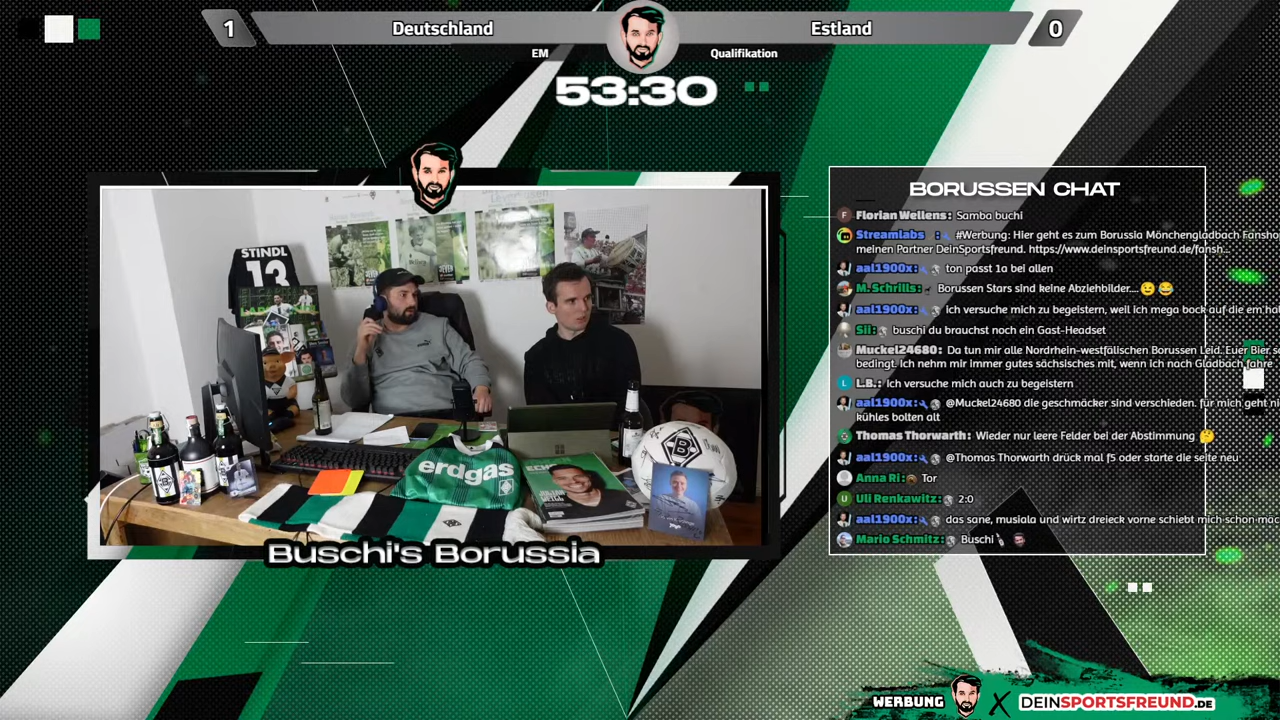 1
Deutschland
Estland
0
EM
Qualifikation
53:30
BORUSSEN CHAT
Florian Wellens: Samba buchi
Streamlabs : #Werbung: Hier geht es zum Borussia Mönchengladbach Fansho
meinen Partner DeinSportsfreund. https://www.deinsportsfreund.de/fansh...
aal1900x: ton passt 1a bei allen
M. Schrills: Borussen Stars sind keine Abziehbilder.... 😉 😂
aal1900x: ich versuche mich zu begeistern, weil ich mega bock auf die em ha
Sii: buschi du brauchst noch ein Gast-Headset
Muckel24680: Da tun mir alle Nordrhein-westfälischen Borussen Leid. Euer Bier
bedingt. Ich nehm mir Immer gutes sächsisches mit, wenn ich nach Gladbach fahre
L.B.: Ich versuche mich auch zu begeistern
aal1900x: @Muckel24680 die geschmäcker sind verschieden. für mich geht ni
kühles bolten alt
Thomas Thorwarth: Wieder nur leere Felder bei der Abstimmung 🤔
aal1900x: @Thomas Thorwarth drück mal f5 oder starte die seite neu
Anna Ri: Tor
Uli Renkawitz: 2:0
aal1900x: das sane, musiala und wirtz dreieck vorne schiebt mich schon ma
Mario Schmitz: Buschi
STINDL
13
erdgas
ECHO
Buschi's Borussia
WERBUNG
X
DEINSPORTSFREUND.DE